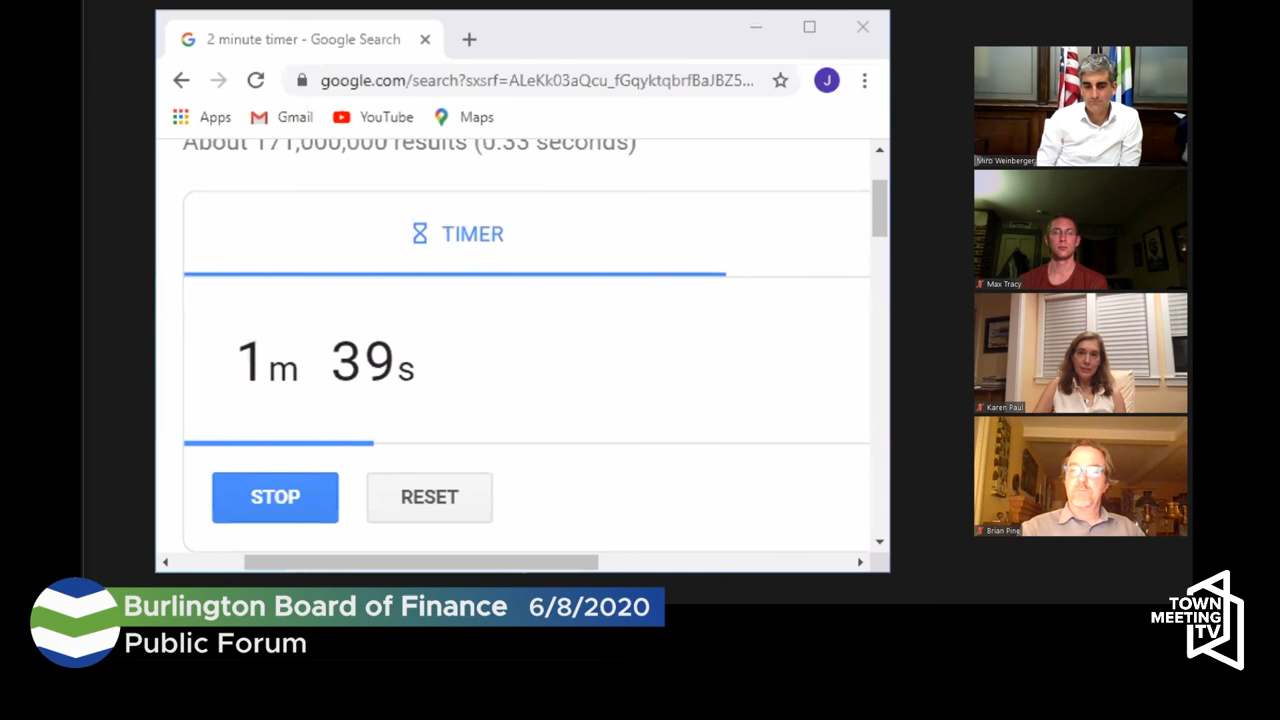 2 minute timer - Google Search
google.com/search?sxsrf=ALeKk03aQcu_fGqyktqbrfBaJBZ5...
J
Apps Gmail YouTube Maps
About 171,000,000 results (0.33 seconds)
TIMER
1m 39s
STOP RESET
Miro Weinberger
Max Tracy
Karen Paul
Brian Pine
Burlington Board of Finance 6/8/2020
Public Forum
TOWN
MEETING
TV